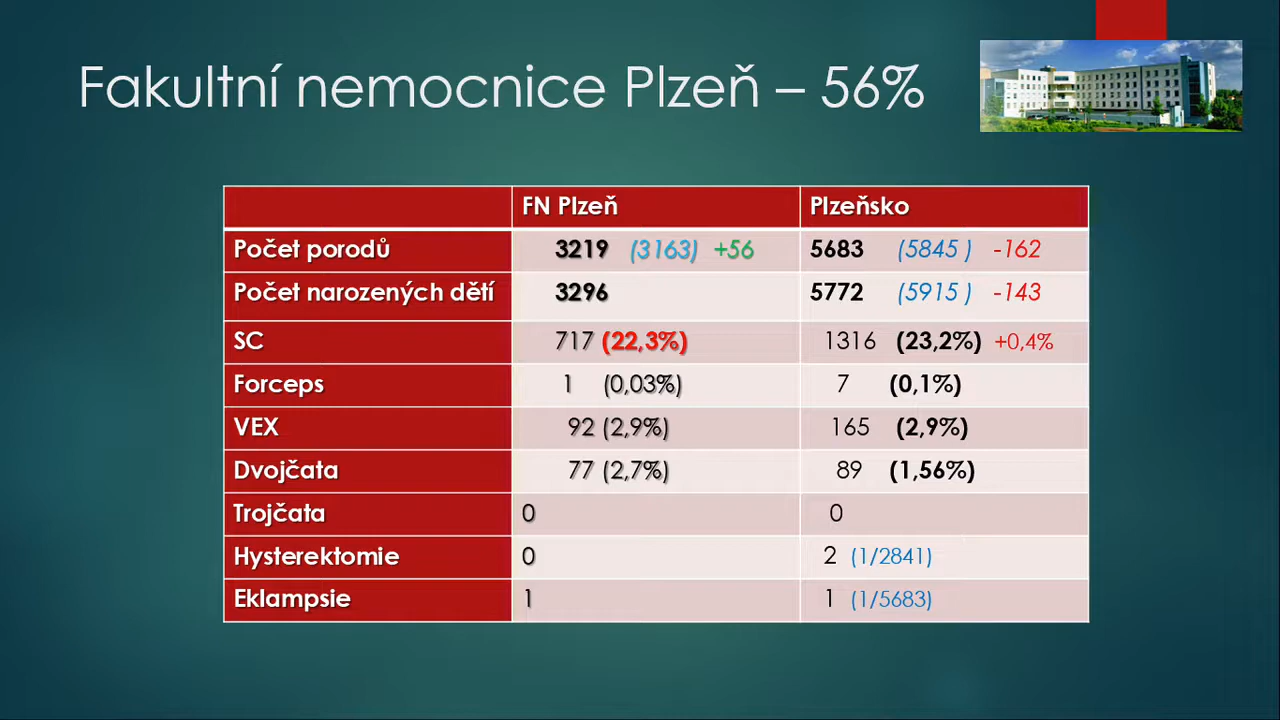 Fakultní nemocnice Plzeň – 56%
FN Plzeň Plzeňsko
Počet porodů 3219 (3163) +56 5683 (5845 ) -162
Počet narozených dětí 3296 5772 (5915 ) -143
SC 717 (22,3%) 1316 (23,2%) +0,4%
Forceps 1 (0,03%) 7 (0,1%)
VEX 92 (2,9%) 165 (2,9%)
Dvojčata 77 (2,7%) 89 (1,56%)
Trojčata 0 0
Hysterektomie 0 2 (1/2841)
Eklampsie 1 1 (1/5683)